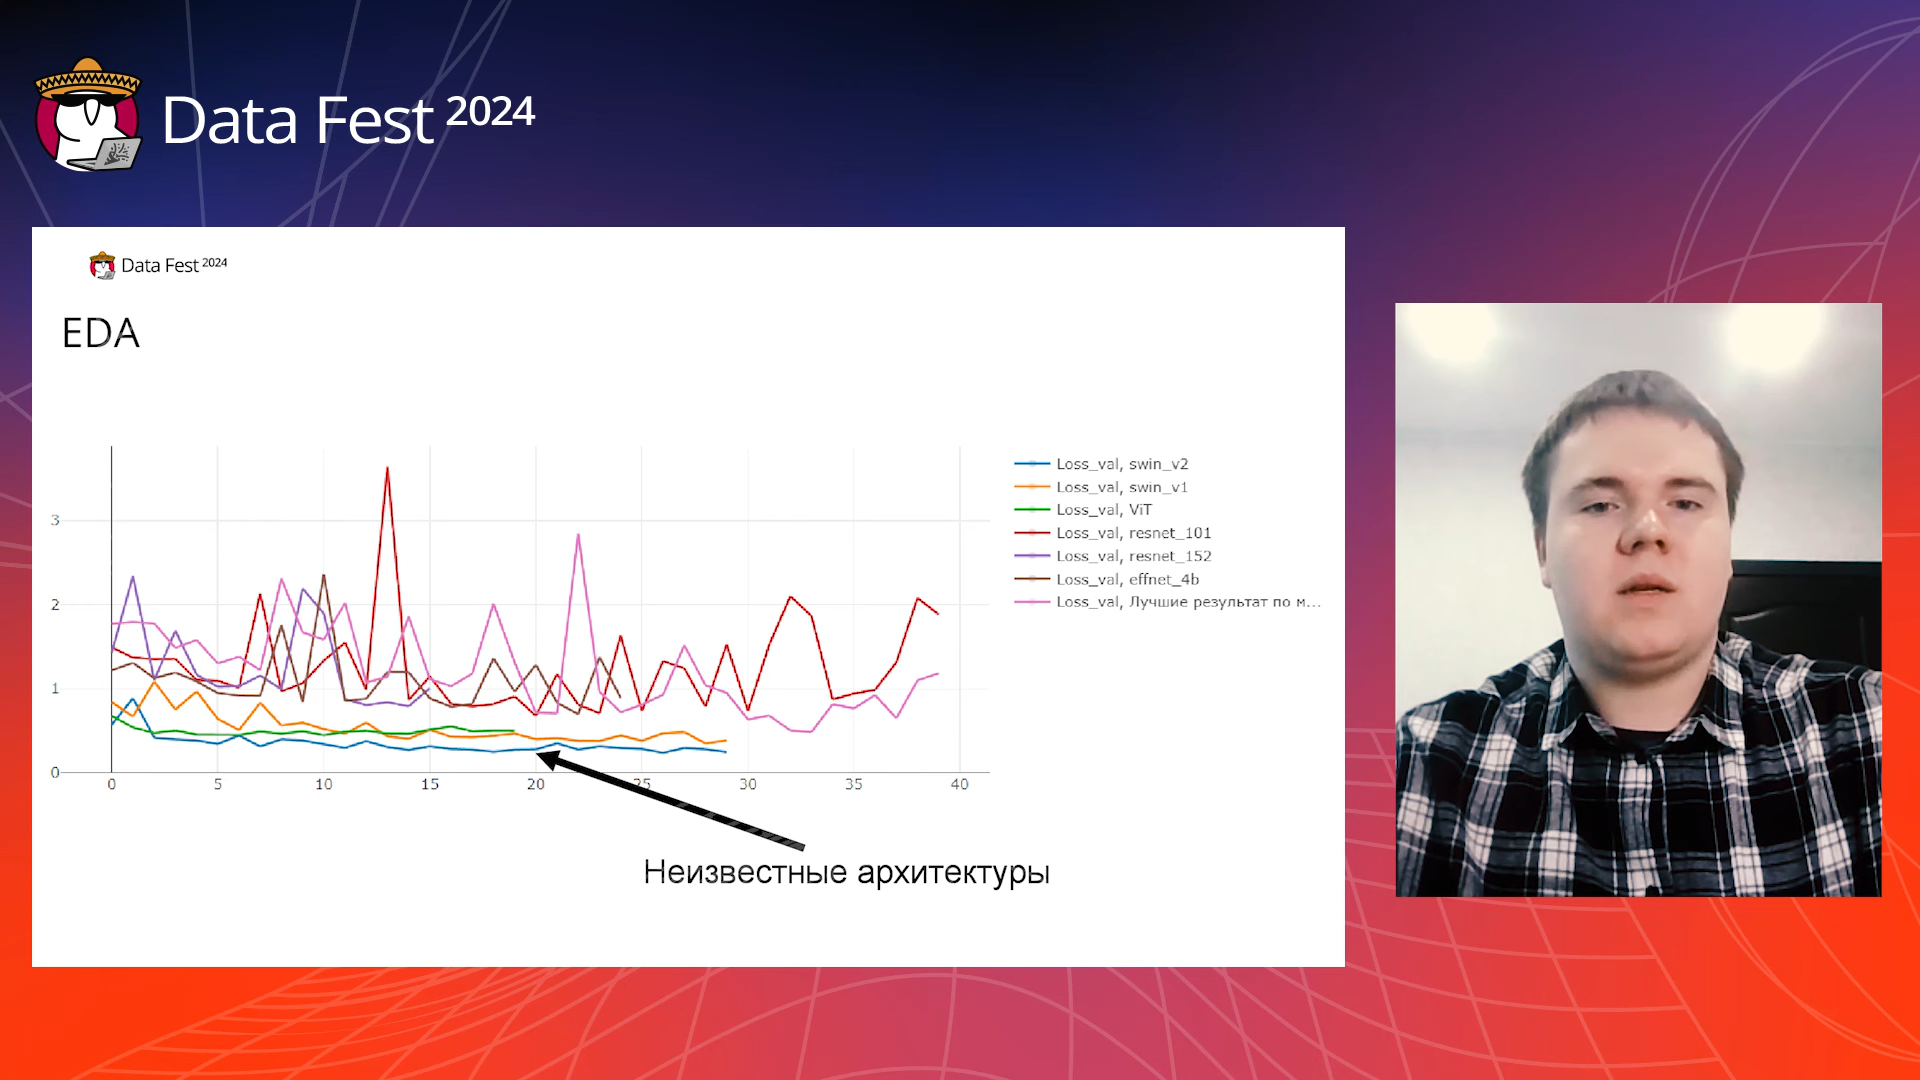 Data Fest 2024
Data Fest 2024
EDA
3
2
1
0
0 5 10 15 20 25 30 35 40
Loss_val, swin_v2
Loss_val, swin_v1
Loss_val, ViT
Loss_val, resnet_101
Loss_val, resnet_152
Loss_val, effnet_4b
Loss_val, Лучшие результат по м...
Неизвестные архитектуры